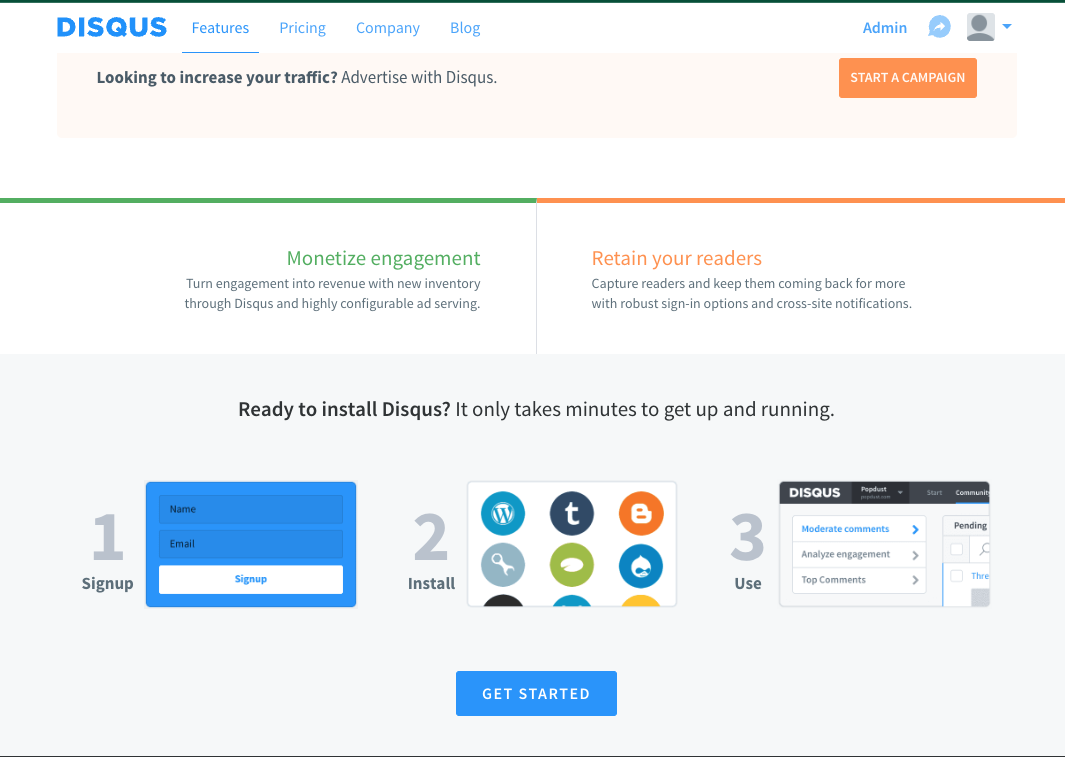 DISQUS Features Pricing Company Blog Admin
Looking to increase your traffic? Advertise with Disqus.
START A CAMPAIGN
Monetize engagement
Turn engagement into revenue with new inventory
through Disqus and highly configurable ad serving.
Retain your readers
Capture readers and keep them coming back for more
with robust sign-in options and cross-site notifications.
Ready to install Disqus? It only takes minutes to get up and running.
1
Signup
Name
Email
Signup
2
Install
t
3
Use
DISQUS Popdust Start Community
popdust.com
Moderate comments
Analyze engagement
Top Comments
Pending
Thre
GET STARTED